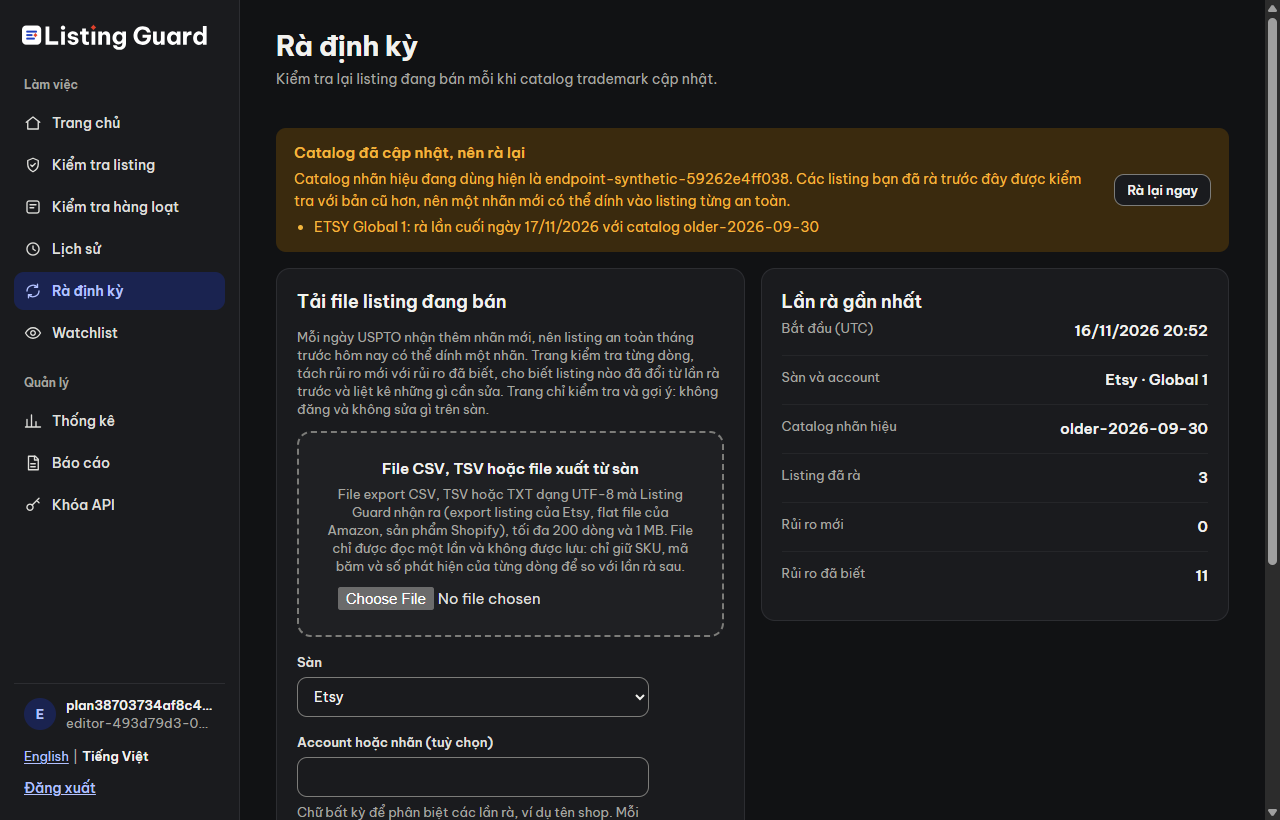 Listing Guard
Làm việc
Trang chủ
Kiểm tra listing
Kiểm tra hàng loạt
Lịch sử
Rà định kỳ
Watchlist
Quản lý
Thống kê
Báo cáo
Khóa API
E
plan38703734af8c4...
editor-493d79d3-0...
English | Tiếng Việt
Đăng xuất
Rà định kỳ
Kiểm tra lại listing đang bán mỗi khi catalog trademark cập nhật.
Catalog đã cập nhật, nên rà lại
Catalog nhãn hiệu đang dùng hiện là endpoint-synthetic-59262e4ff038. Các listing bạn đã rà trước đây được kiểm
tra với bản cũ hơn, nên một nhãn mới có thể dính vào listing từng an toàn.
• ETSY Global 1: rà lần cuối ngày 17/11/2026 với catalog older-2026-09-30
Rà lại ngay
Tải file listing đang bán
Mỗi ngày USPTO nhận thêm nhãn mới, nên listing an toàn tháng
trước hôm nay có thể dính một nhãn. Trang kiểm tra từng dòng,
tách rủi ro mới với rủi ro đã biết, cho biết listing nào đã đổi từ lần rà
trước và liệt kê những gì cần sửa. Trang chỉ kiểm tra và gợi ý: không
đăng và không sửa gì trên sàn.
File CSV, TSV hoặc file xuất từ sàn
File export CSV, TSV hoặc TXT dạng UTF-8 mà Listing
Guard nhận ra (export listing của Etsy, flat file của
Amazon, sản phẩm Shopify), tối đa 200 dòng và 1 MB. File
chỉ được đọc một lần và không được lưu: chỉ giữ SKU, mã
băm và số phát hiện của từng dòng để so với lần rà sau.
Choose File No file chosen
Sàn
Etsy
Account hoặc nhãn (tuỳ chọn)
Chữ bất kỳ để phân biệt các lần rà, ví dụ tên shop. Mỗi
Lần rà gần nhất
Bắt đầu (UTC)
16/11/2026 20:52
Sàn và account
Etsy · Global 1
Catalog nhãn hiệu
older-2026-09-30
Listing đã rà
3
Rủi ro mới
0
Rủi ro đã biết
11